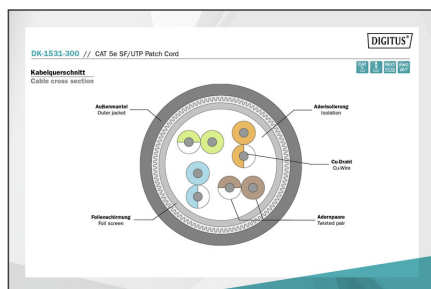 DIGITUS®
DK-1531-300 // CAT 5e SF/UTP Patch Cord
Kabelquerschnitt
Cable cross section
Außenmantel
Outer jacket
Aderisolierung
Isolation
Cu-Draht
Cu-Wire
Folienschirmung
Foil screen
Adernpaare
Twisted pair